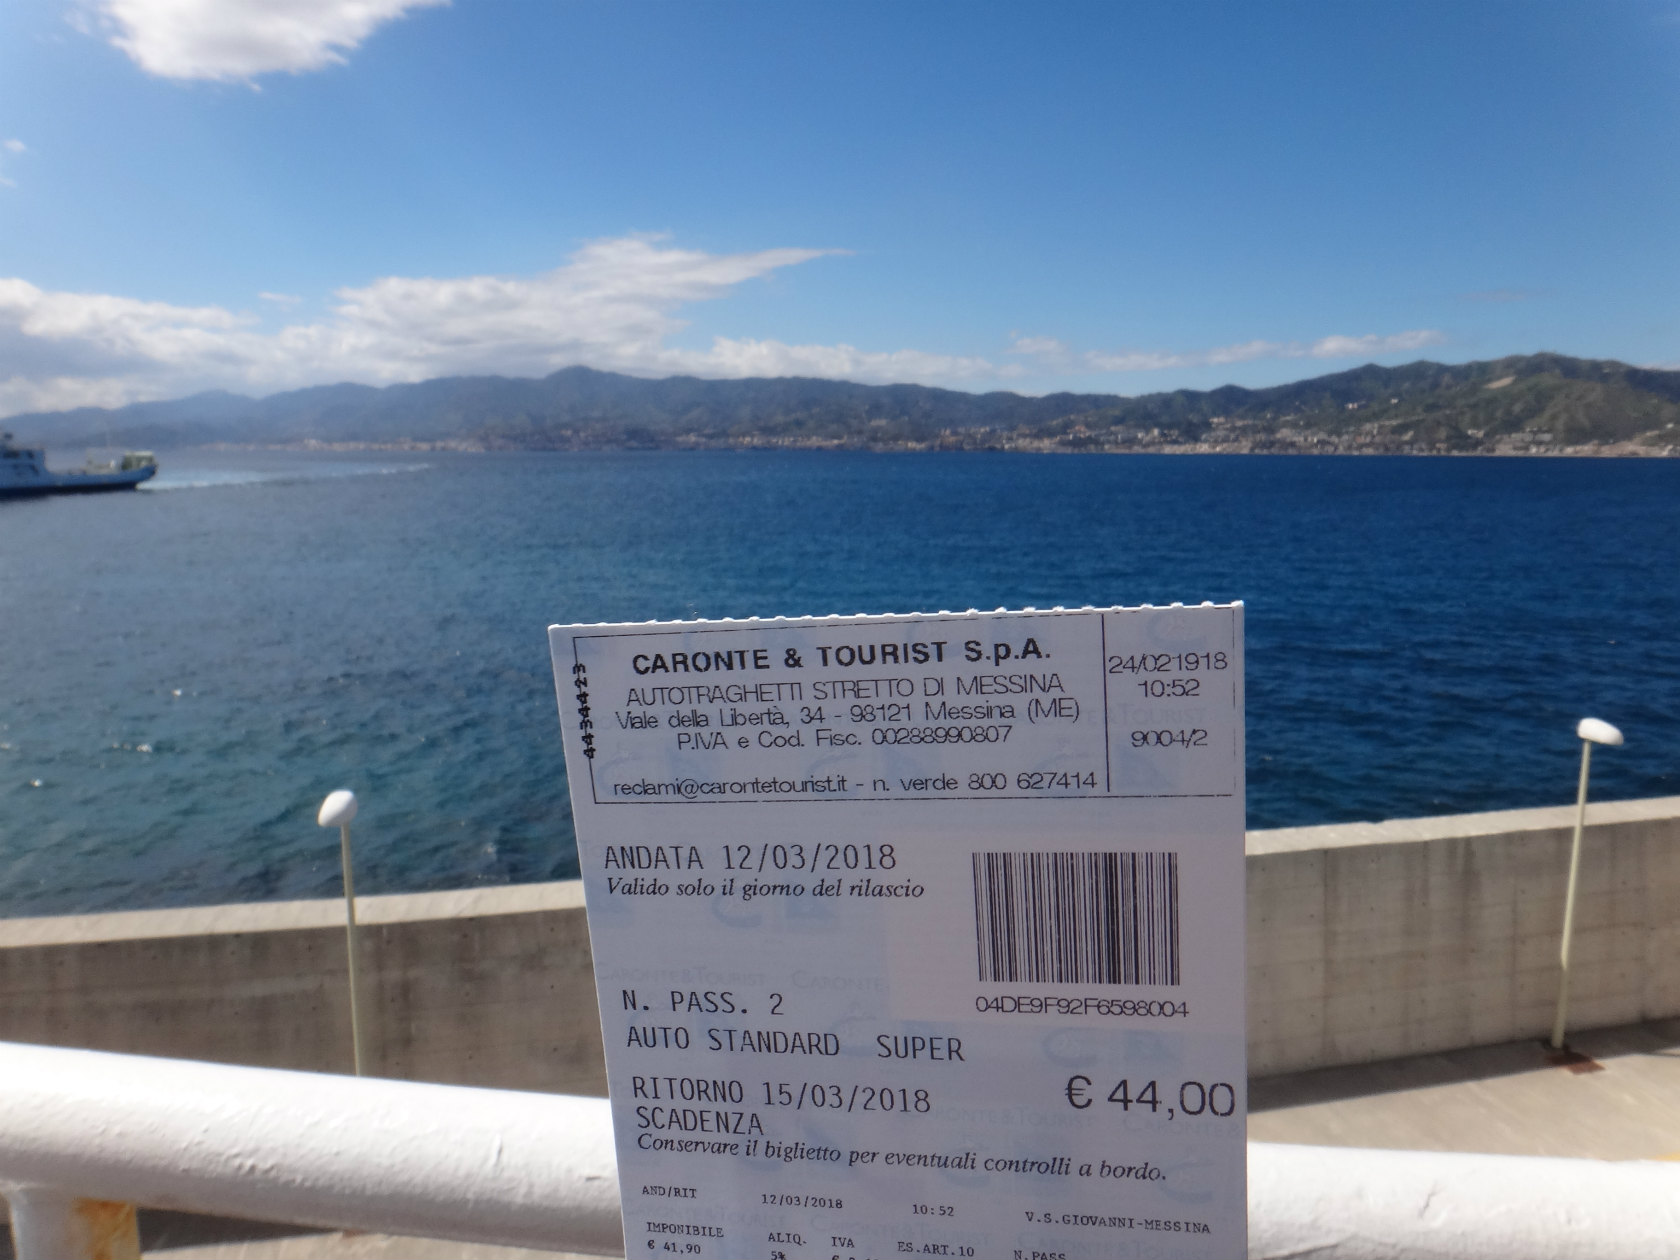 4434423
CARONTE & TOURIST S.p.A.
AUTOTRAGHETTI STRETTO DI MESSINA
Viale della Libertà, 34 - 98121 Messina (ME)
P.IVA e Cod. Fisc. 00288990807
reclami@carontetourist.it - n. verde 800 627414
24/021918
10:52
9004/2
ANDATA 12/03/2018
Valido solo il giorno del rilascio
04DE9F92F6598004
N. PASS. 2
AUTO STANDARD SUPER
RITORNO 15/03/2018
€ 44,00
SCADENZA
Conservare il biglietto per eventuali controlli a bordo.
AND/RIT 12/03/2018 10:52 V.S.GIOVANNI-MESSINA
IMPONIBILE ALIQ. IVA ES.ART.10 N.PASS
€ 41,90 5%